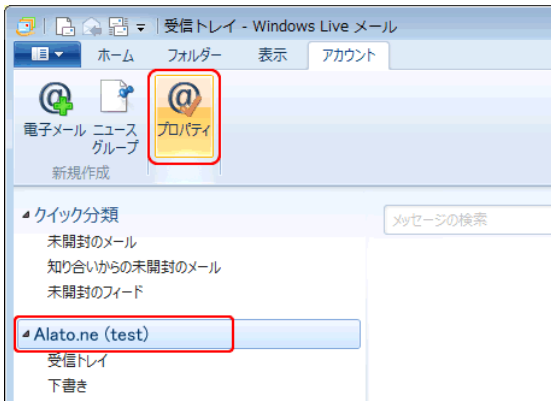 受信トレイ - Windows Live メール
ホーム フォルダー 表示 アカウント
電子メール ニュース プロパティ
グループ
新規作成
クイック分類
メッセージの検索
未開封のメール
知り合いからの未開封のメール
未開封のフィード
Alato.ne (test)
受信トレイ
下書き